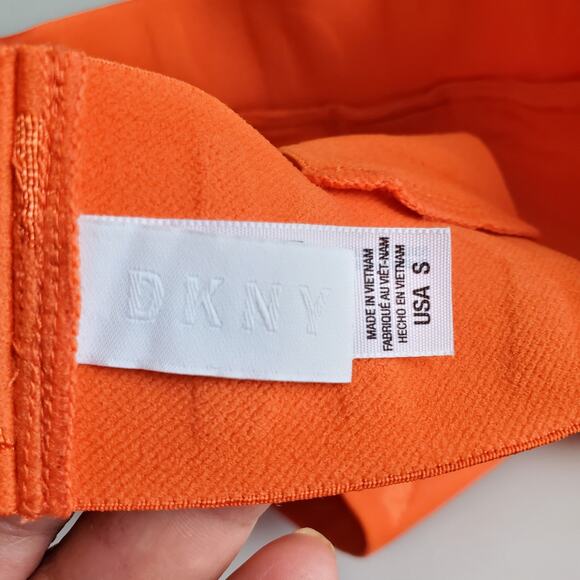 DKNY
MADE IN VIETNAM
FABRIQUÉ AU VIÊT-NAM
HECHO EN VIETNAM
USA S